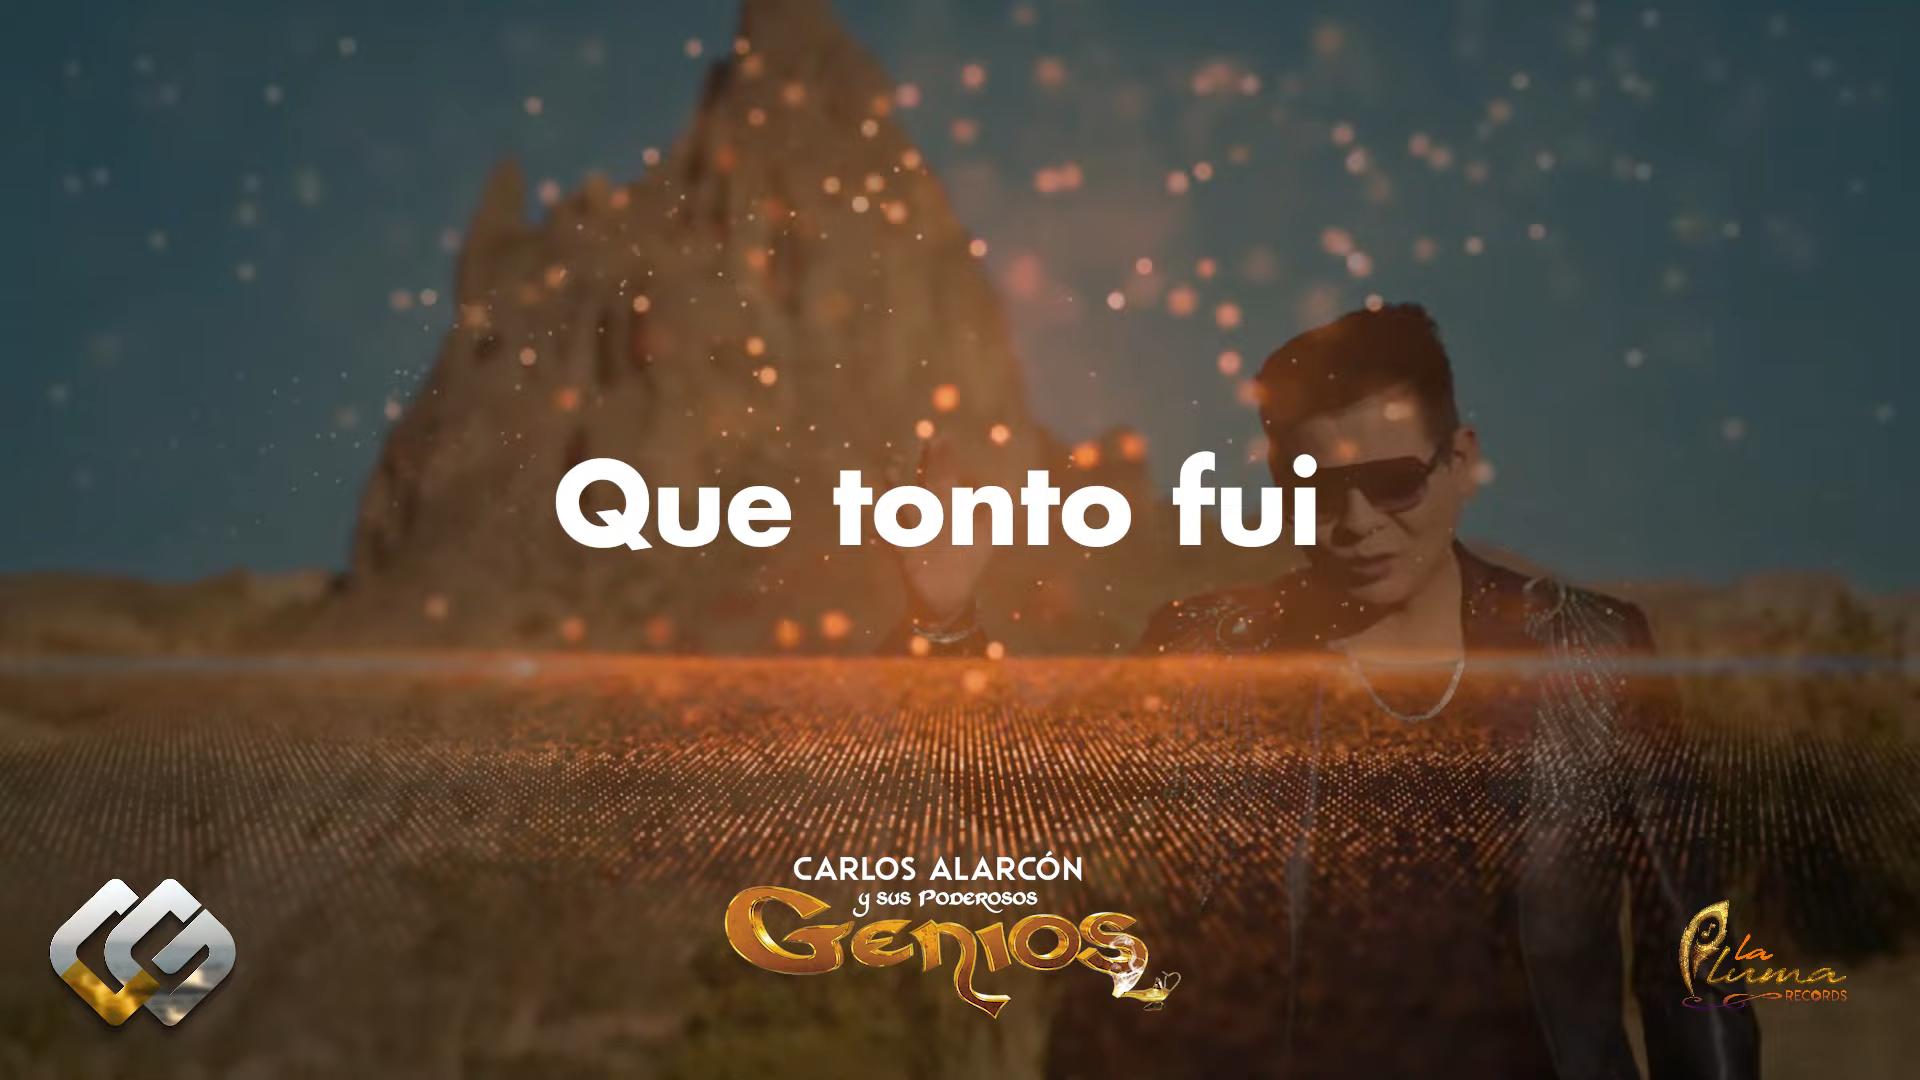 Que tonto fui
CARLOS ALARCÓN
y sus Poderosos
Genios
La
Pluma
RECORDS